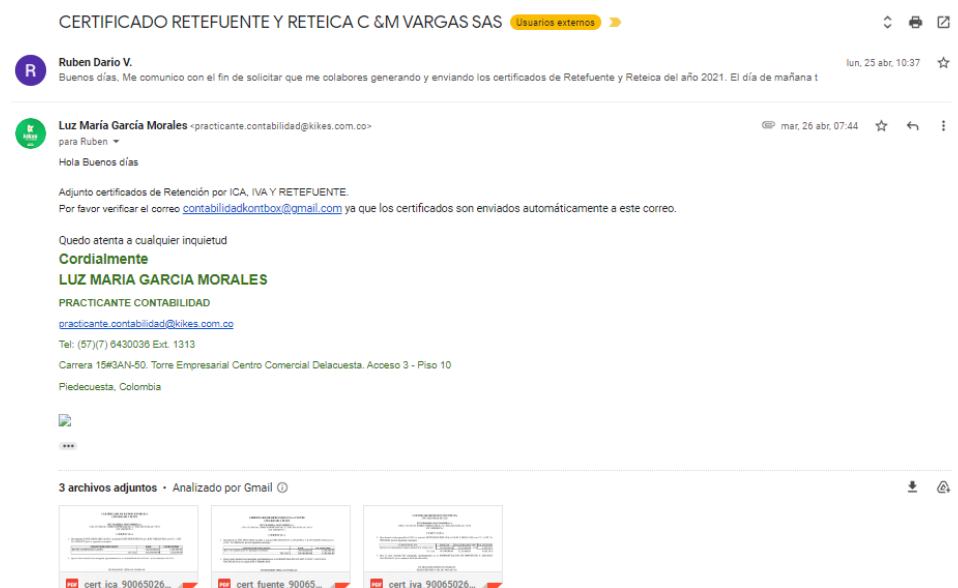 CERTIFICADO RETEFUENTE Y RETEICA C &M VARGAS SAS Usuarios externos
Ruben Dario V. lun, 25 abr, 10:37
R
Buenos días, Me comunico con el fin de solicitar que me colabores generando y enviando los certificados de Retefuente y Reteica del año 2021. El día de mañana t
Luz María García Morales <practicante.contabilidad@kikes.com.co> mar, 26 abr, 07:44
kikes
para Ruben
Hola Buenos días
Adjunto certificados de Retención por ICA, IVA Y RETEFUENTE.
Por favor verificar el correo contabilidadkontbox@gmail.com ya que los certificados son enviados automáticamente a este correo.
Quedo atenta a cualquier inquietud
Cordialmente
LUZ MARIA GARCIA MORALES
PRACTICANTE CONTABILIDAD
practicante.contabilidad@kikes.com.co
Tel: (57)(7) 6430036 Ext. 1313
Carrera 15#3AN-50. Torre Empresarial Centro Comercial Delacuesta. Acceso 3 - Piso 10
Piedecuesta, Colombia
3 archivos adjuntos • Analizado por Gmail
PDF cert_ica_90065026... PDF cert_fuente_90065... PDF cert_iva_90065026...